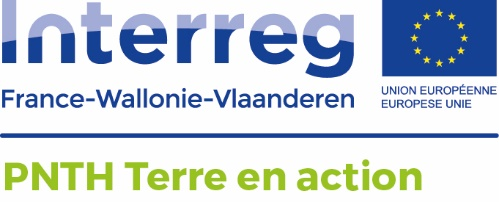 Interreg
France-Wallonie-Vlaanderen
UNION EUROPÉENNE
EUROPESE UNIE
PNTH Terre en action